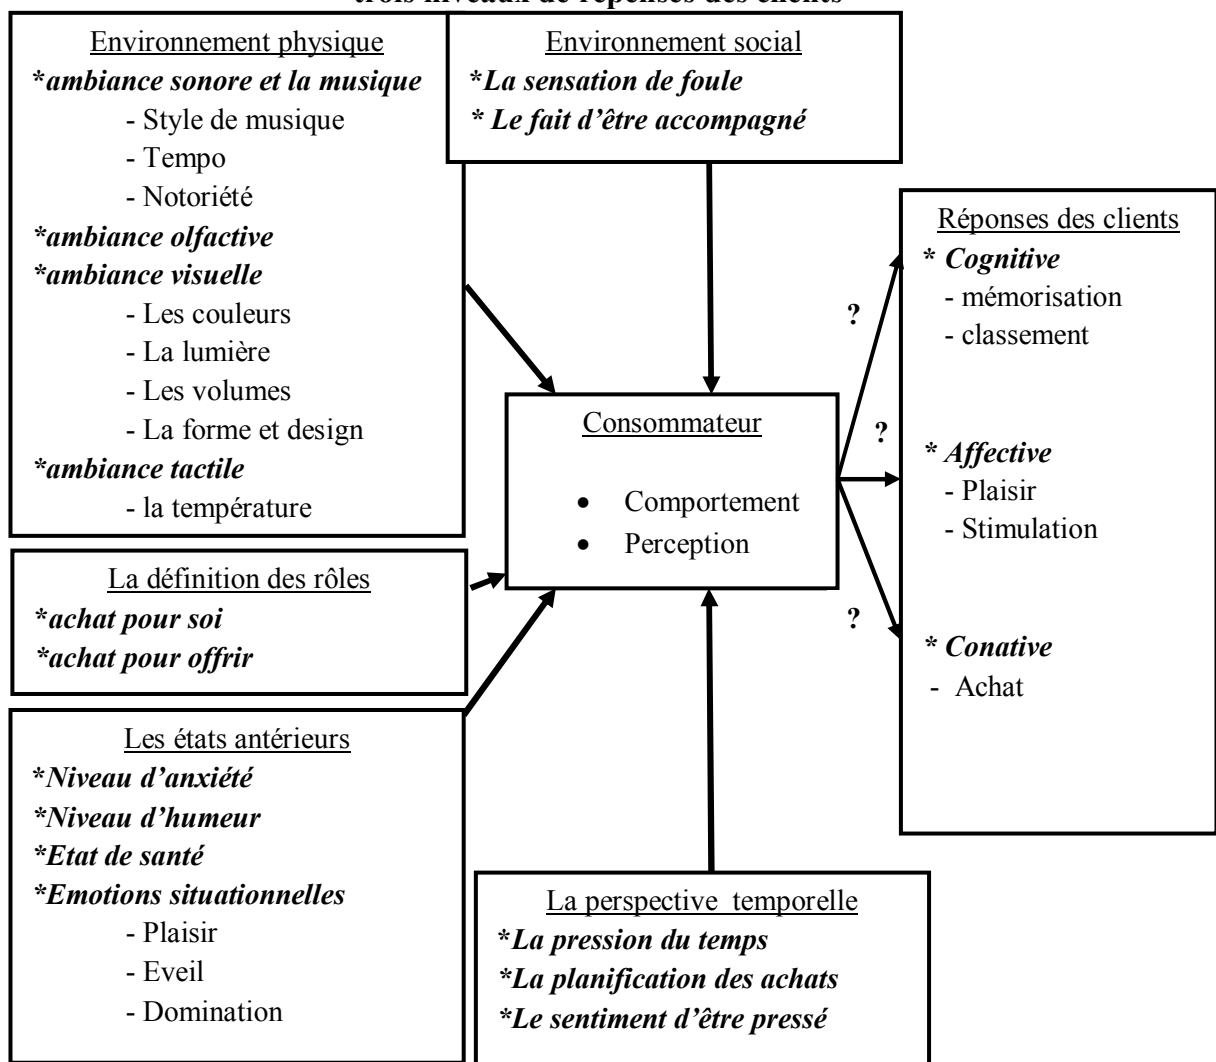 trois niveaux de réponses des clients
Environnement physique
*ambiance sonore et la musique
- Style de musique
- Tempo
- Notoriété
*ambiance olfactive
*ambiance visuelle
- Les couleurs
- La lumière
- Les volumes
- La forme et design
*ambiance tactile
- la température
Environnement social
*La sensation de foule
* Le fait d’être accompagné
Réponses des clients
* Cognitive
- mémorisation
- classement
* Affective
- Plaisir
- Stimulation
* Conative
- Achat
?
?
?
Consommateur
• Comportement
• Perception
La définition des rôles
*achat pour soi
*achat pour offrir
Les états antérieurs
*Niveau d’anxiété
*Niveau d’humeur
*Etat de santé
*Emotions situationnelles
- Plaisir
- Eveil
- Domination
La perspective temporelle
*La pression du temps
*La planification des achats
*Le sentiment d’être pressé